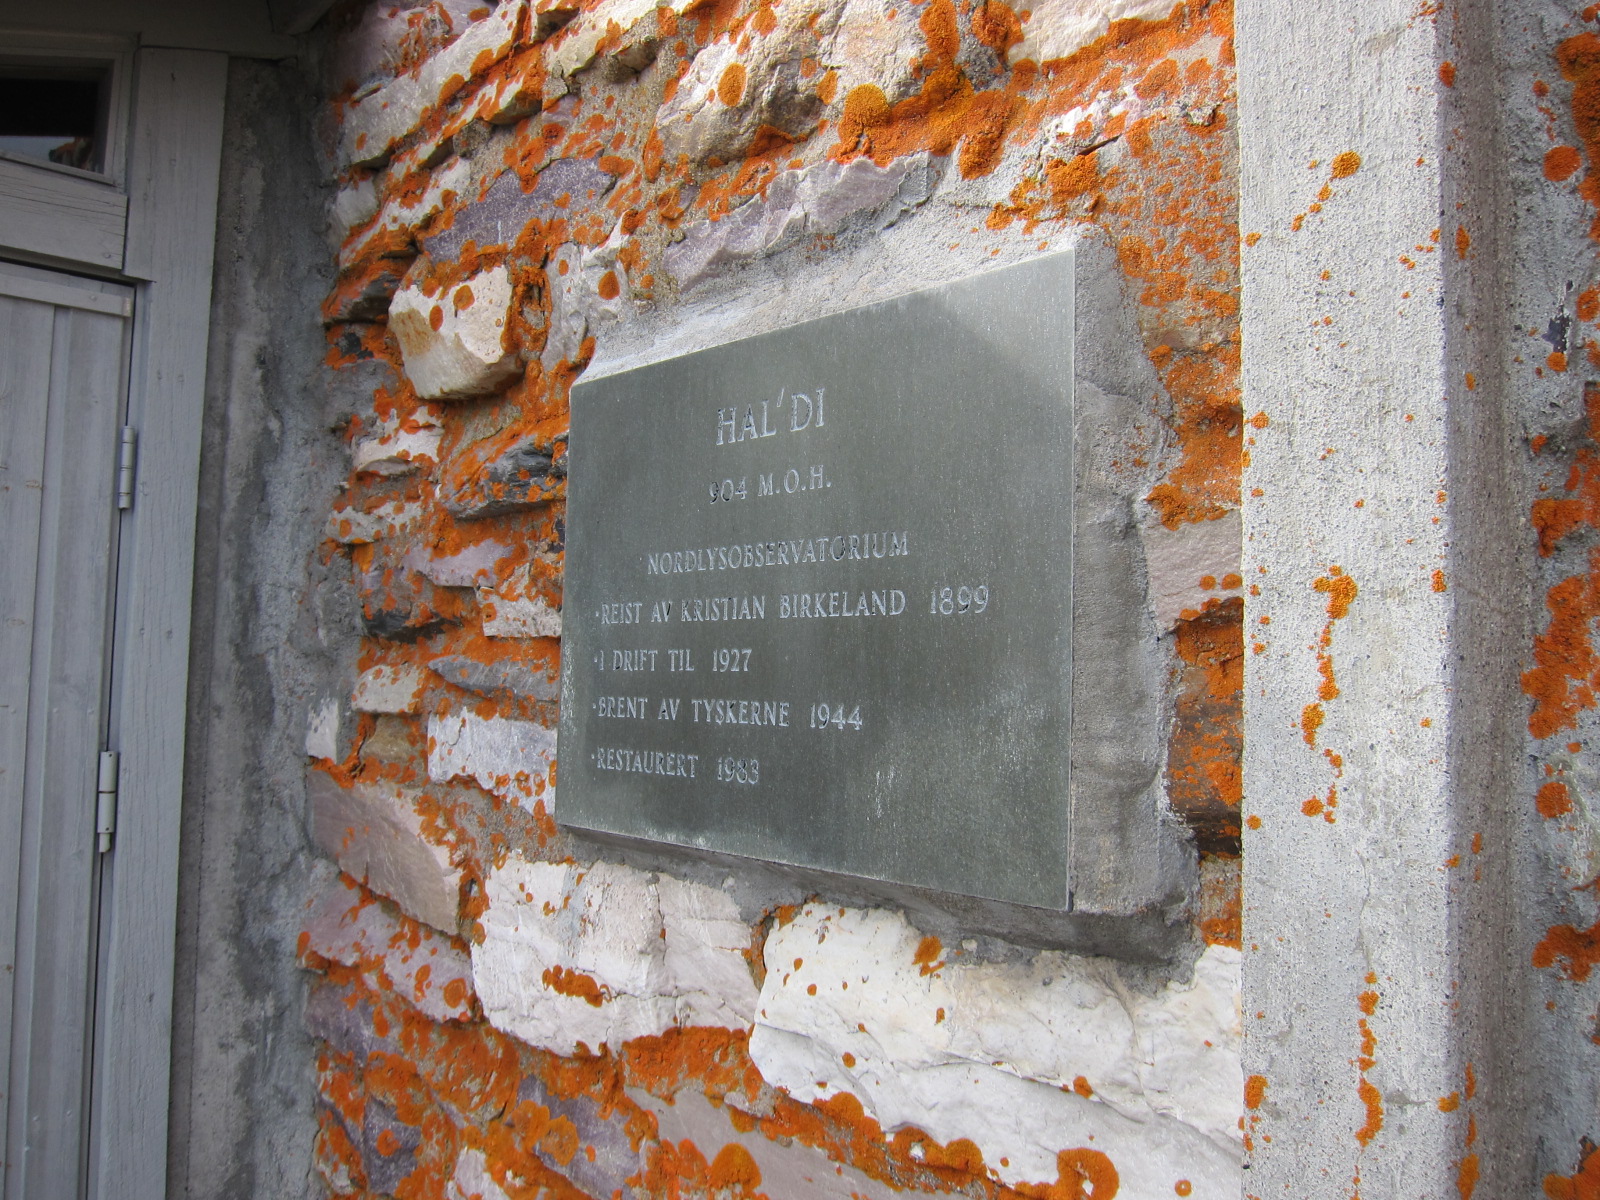 HAL'DI
904 M.O.H.
NORDLYSOBSERVATORIUM
·REIST AV KRISTIAN BIRKELAND 1899
·I DRIFT TIL 1927
·BRENT AV TYSKERNE 1944
·RESTAURERT 1983